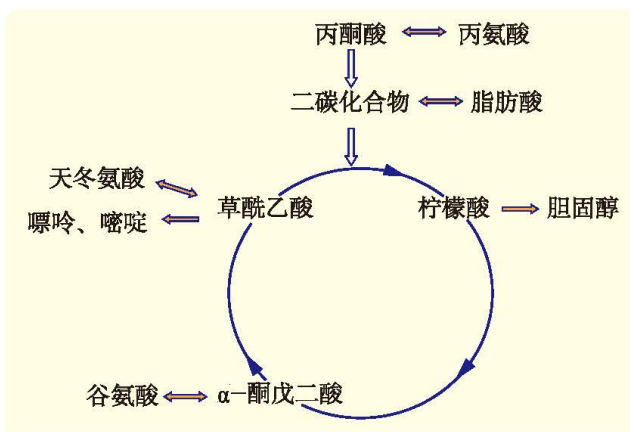 丙酮酸 丙氨酸
二碳化合物 脂肪酸
天冬氨酸
草酰乙酸 柠檬酸 胆固醇
嘌呤、嘧啶
谷氨酸 α-酮戊二酸